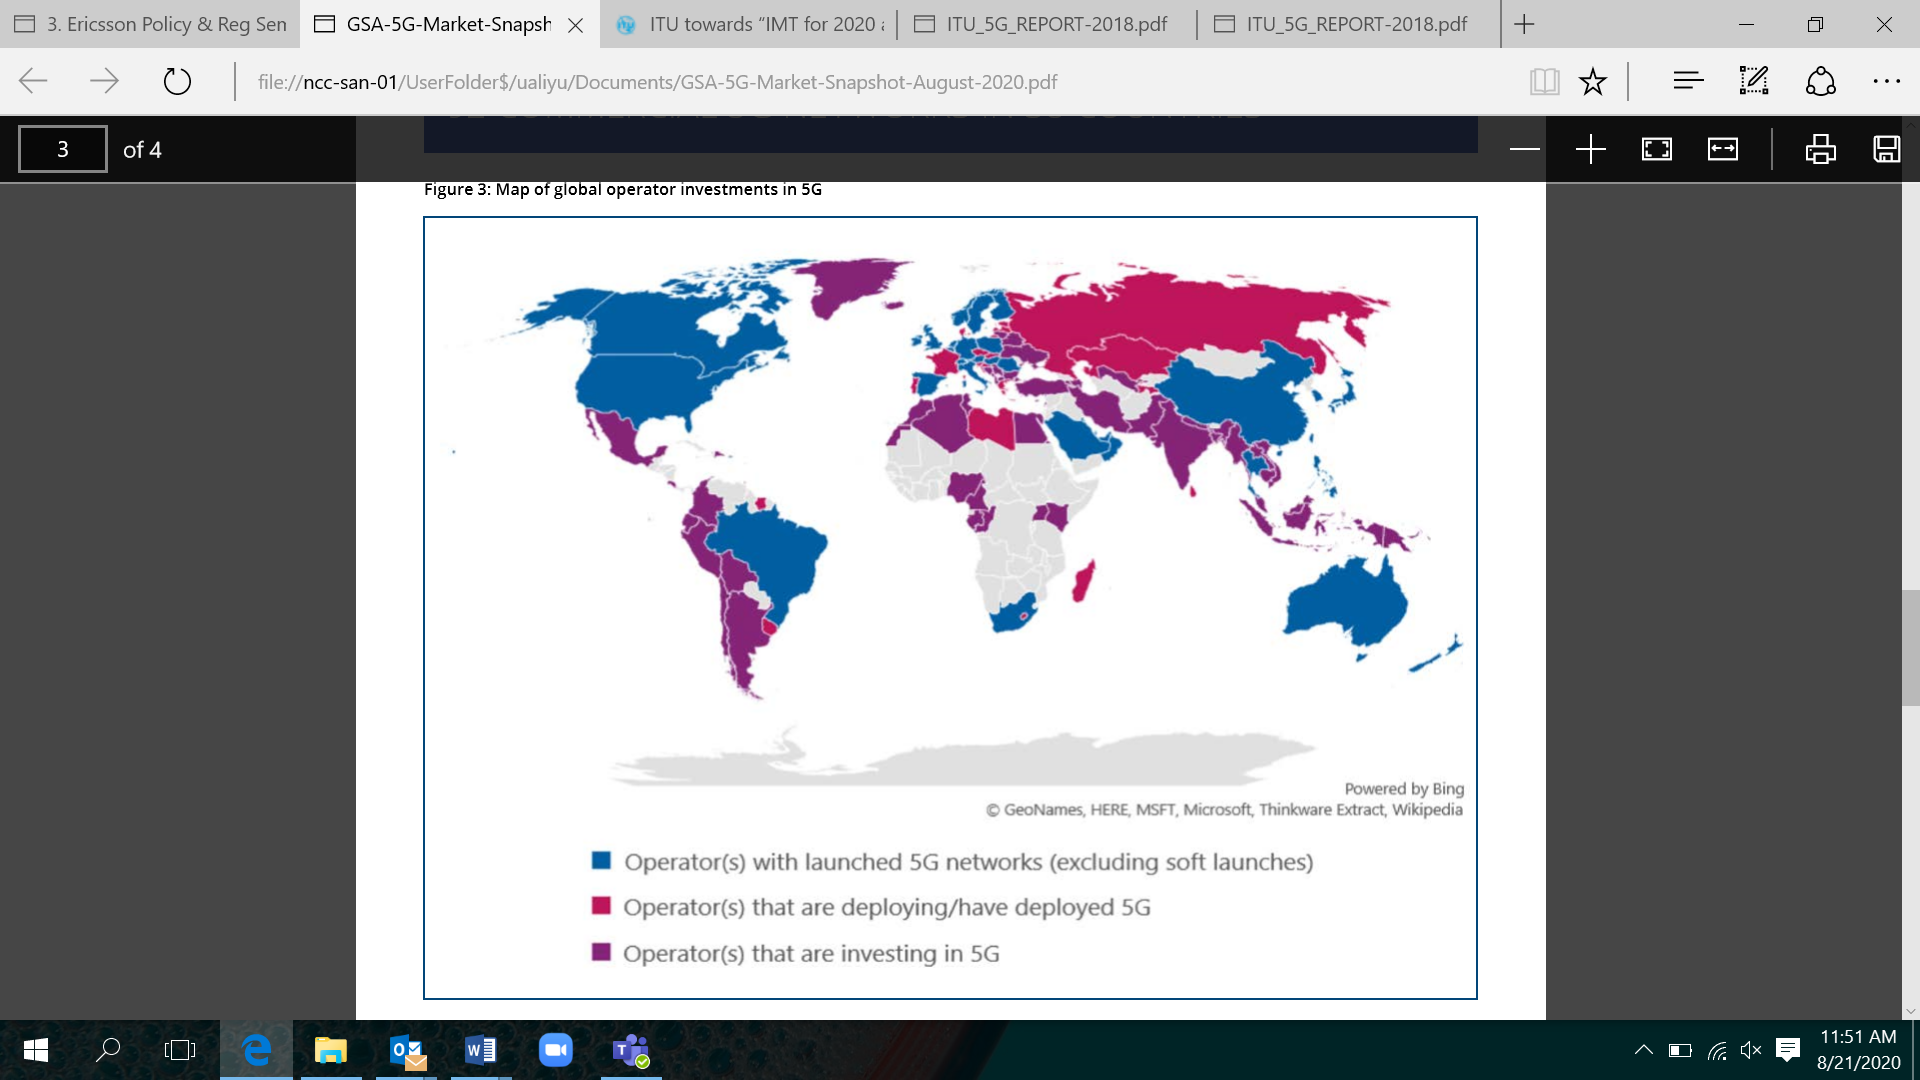 3. Ericsson Policy & Reg Sen
GSA-5G-Market-Snapsh
ITU towards “IMT for 2020 a
ITU_5G_REPORT-2018.pdf
ITU_5G_REPORT-2018.pdf
file://ncc-san-01/UserFolder$/ualiyu/Documents/GSA-5G-Market-Snapshot-August-2020.pdf
3 of 4
Figure 3: Map of global operator investments in 5G
Powered by Bing
© GeoNames, HERE, MSFT, Microsoft, Thinkware Extract, Wikipedia
Operator(s) with launched 5G networks (excluding soft launches)
Operator(s) that are deploying/have deployed 5G
Operator(s) that are investing in 5G
11:51 AM
8/21/2020